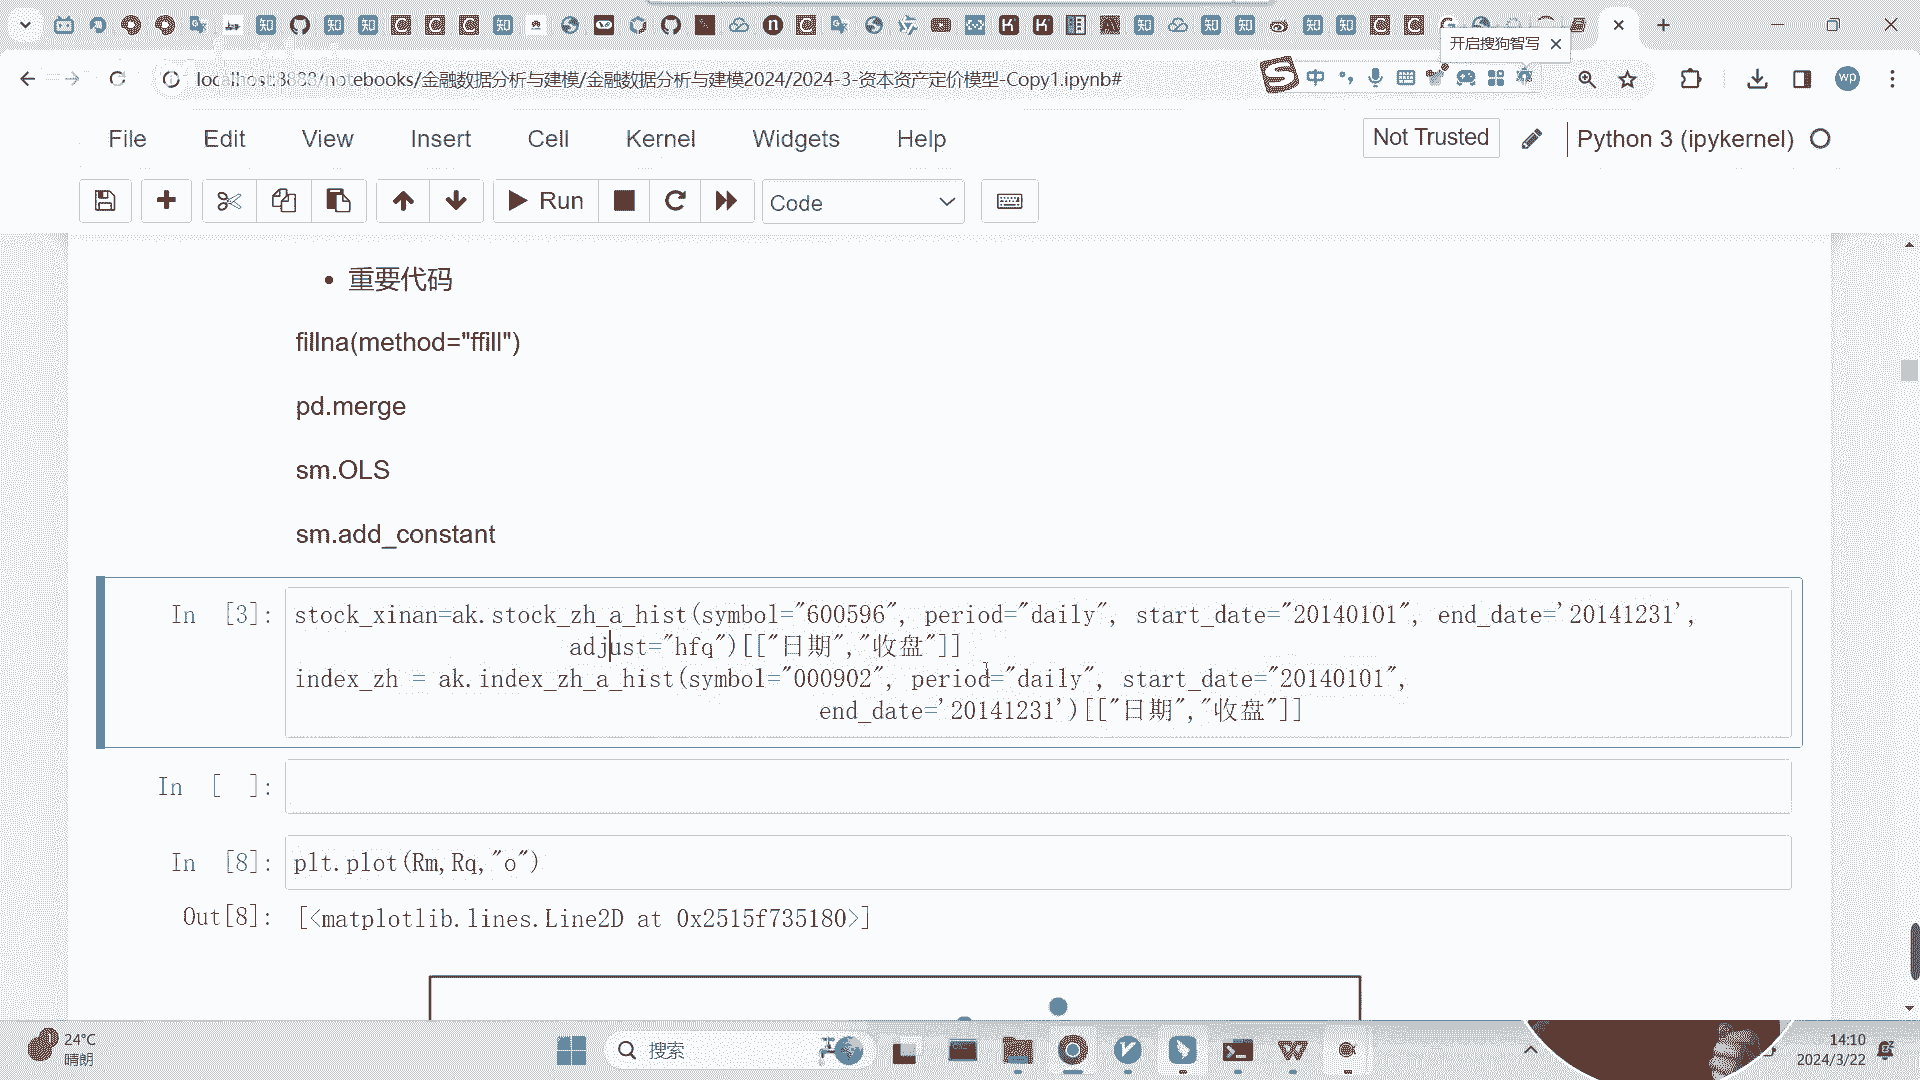 开启搜狗智写
localhost:8888/notebooks/金融数据分析与建模/金融数据分析与建模2024/2024-3-资本资产定价模型-Copy1.ipynb#
中
wp
File Edit View Insert Cell Kernel Widgets Help
Not Trusted
Python 3 (ipykernel)
Run
Code
重要代码
fillna(method="ffill")
pd.merge
sm.OLS
sm.add_constant
In [3]:
stock_xinan=ak.stock_zh_a_hist(symbol="600596", period="daily", start_date="20140101", end_date='20141231',
adjust="hfq")[["日期","收盘"]]
index_zh = ak.index_zh_a_hist(symbol="000902", period="daily", start_date="20140101",
end_date='20141231')[["日期","收盘"]]
In [ ]:
In [8]:
plt.plot(Rm,Rq,"o")
Out[8]:
[<matplotlib.lines.Line2D at 0x2515f735180>]
24°C
晴朗
搜索
14:10
2024/3/22